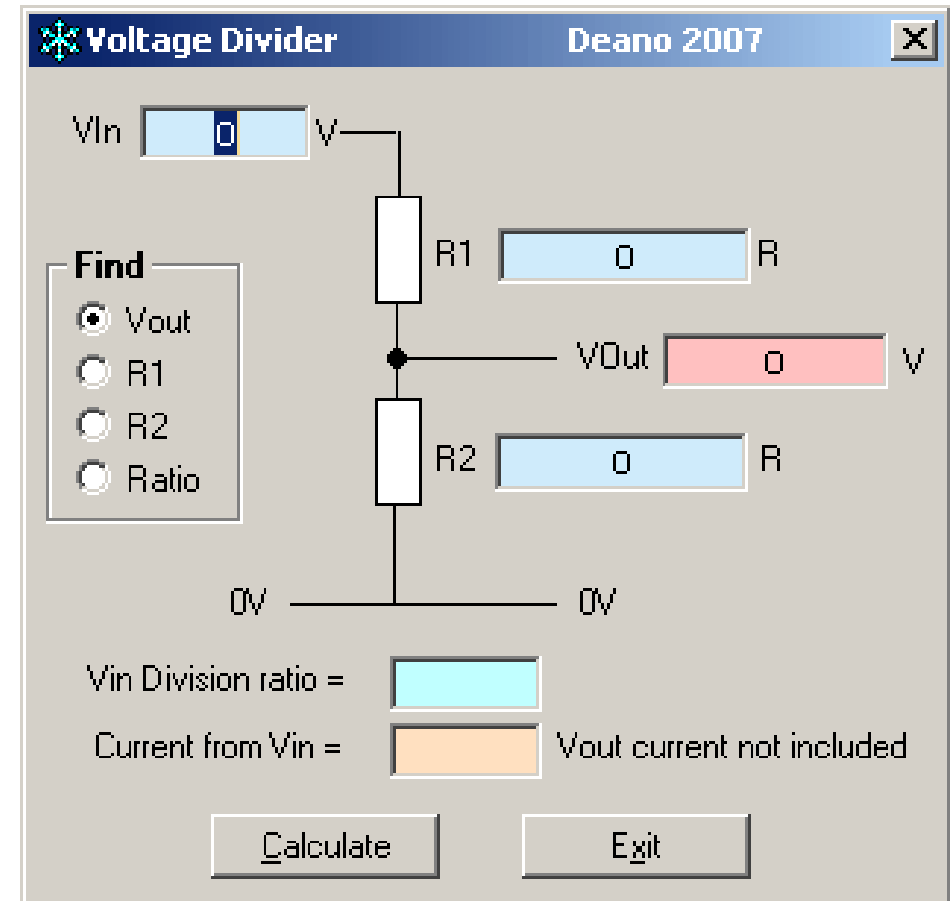 Voltage Divider Deano 2007
VIn 0 V
R1 0 R
Find
Vout
R1
R2
Ratio
VOut 0 V
R2 0 R
0V 0V
Vin Division ratio =
Current from Vin = Vout current not included
Calculate Exit